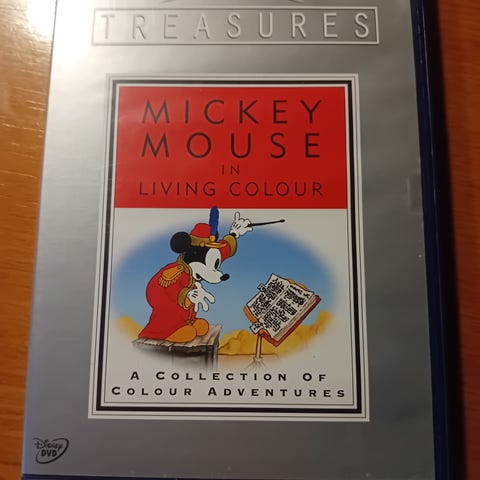 TREASURES
MICKEY
MOUSE
IN
LIVING COLOUR
A COLLECTION OF
COLOUR ADVENTURES
Disney
DVD